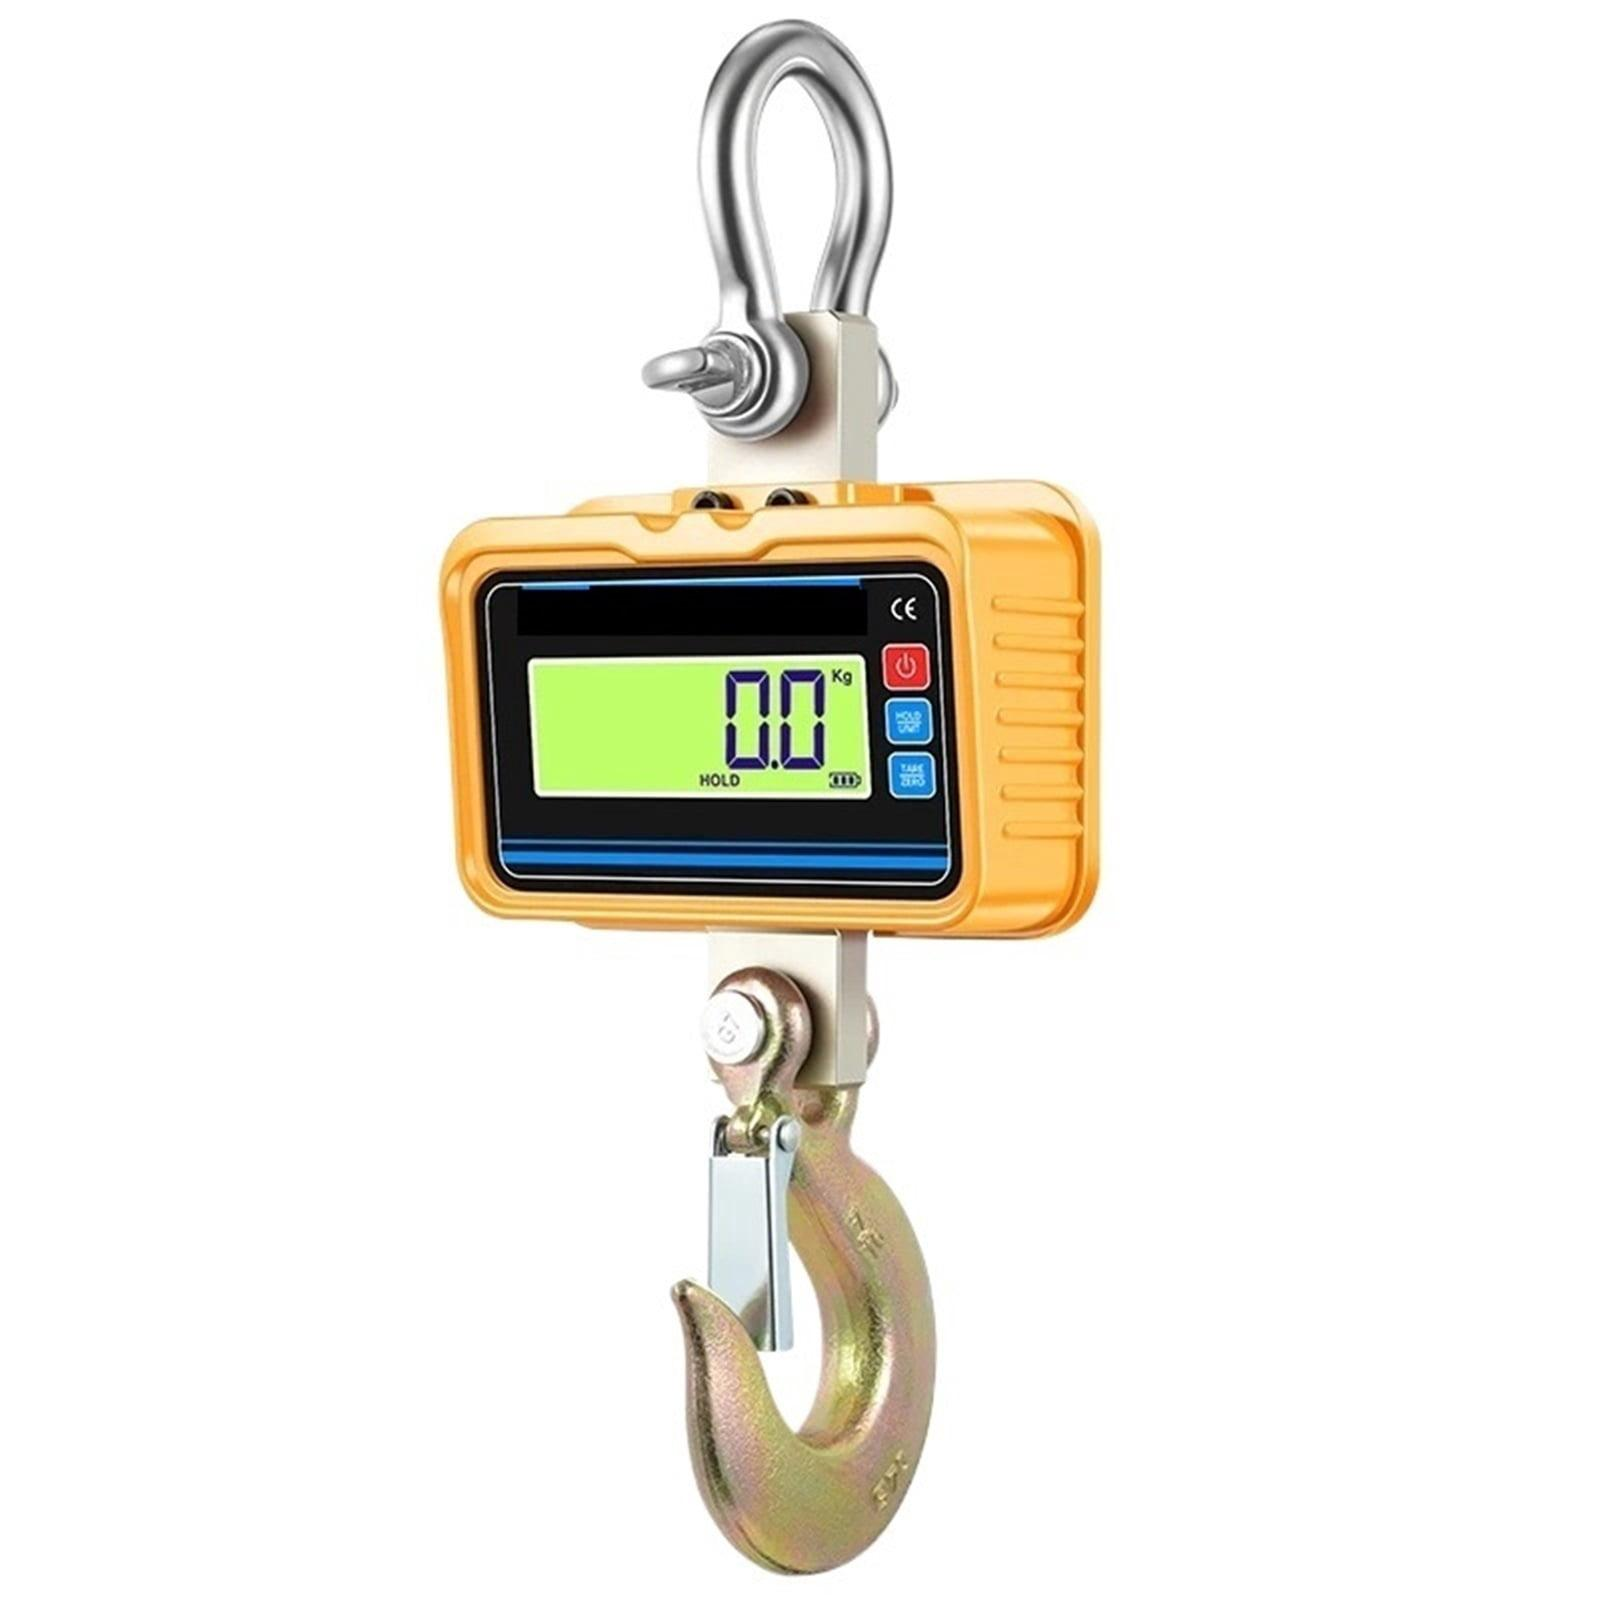 CE
0.0 Kg
HOLD
HOLD
UNIT
TARE
ZERO